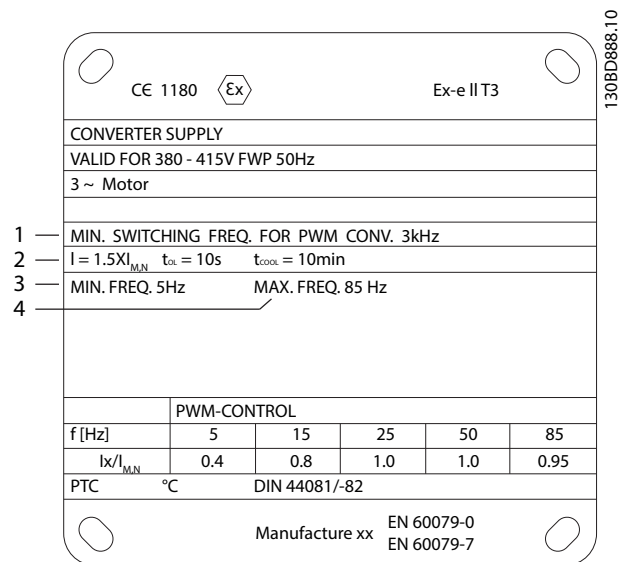 130BD888.10
CE 1180 Ɛx Ex-e ll T3
CONVERTER SUPPLY
VALID FOR 380 - 415V FWP 50Hz
3 ~ Motor
1 MIN. SWITCHING FREQ. FOR PWM CONV. 3kHz
2 I = 1.5XI M,N t OL = 10s t COOL = 10min
3 MIN. FREQ. 5Hz MAX. FREQ. 85 Hz
4
PWM-CONTROL
f [Hz] 5 15 25 50 85
Ix/I M,N 0.4 0.8 1.0 1.0 0.95
PTC °C DIN 44081/-82
Manufacture xx EN 60079-0
EN 60079-7